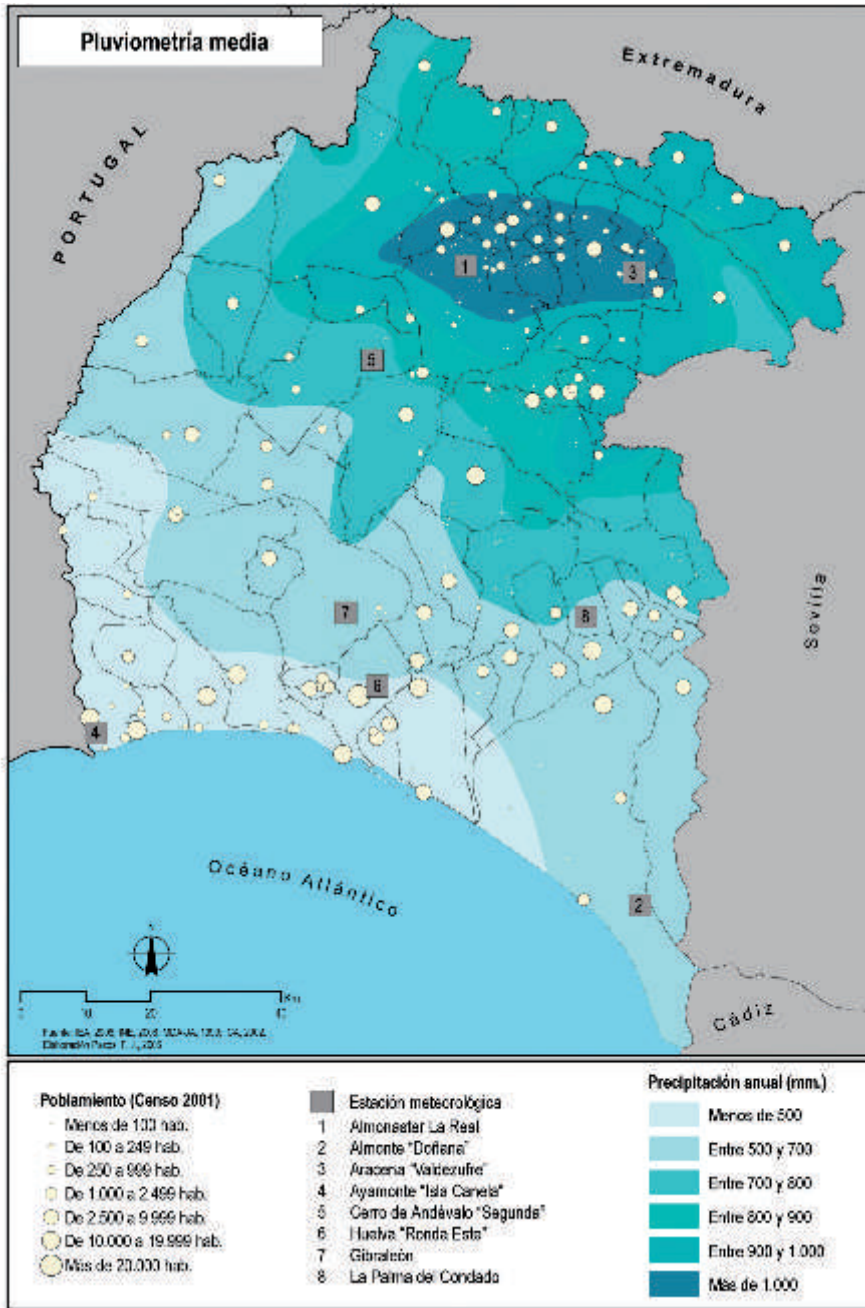 Pluviometría media
Extremadura
PORTUGAL
Sevilla
Océano Atlántico
Cádiz
N
1
3
5
7
8
6
4
2
0 10 20 40 Km
Poblamiento (Censo 2001)
Menos de 100 hab.
De 100 a 249 hab.
De 250 a 999 hab.
De 1.000 a 2.499 hab.
De 2.500 a 9.999 hab.
De 10.000 a 19.999 hab.
Más de 20.000 hab.
Estación meteorológica
1 Almonaster La Real
2 Almonte "Doñana"
3 Aracena "Valdezufre"
4 Ayamonte "Isla Canela"
5 Cerro de Andévalo "Segunda"
6 Huelva "Ronda Este"
7 Gibraleón
8 La Palma del Condado
Precipitación anual (mm.)
Menos de 500
Entre 500 y 700
Entre 700 y 800
Entre 800 y 900
Entre 900 y 1.000
Más de 1.000